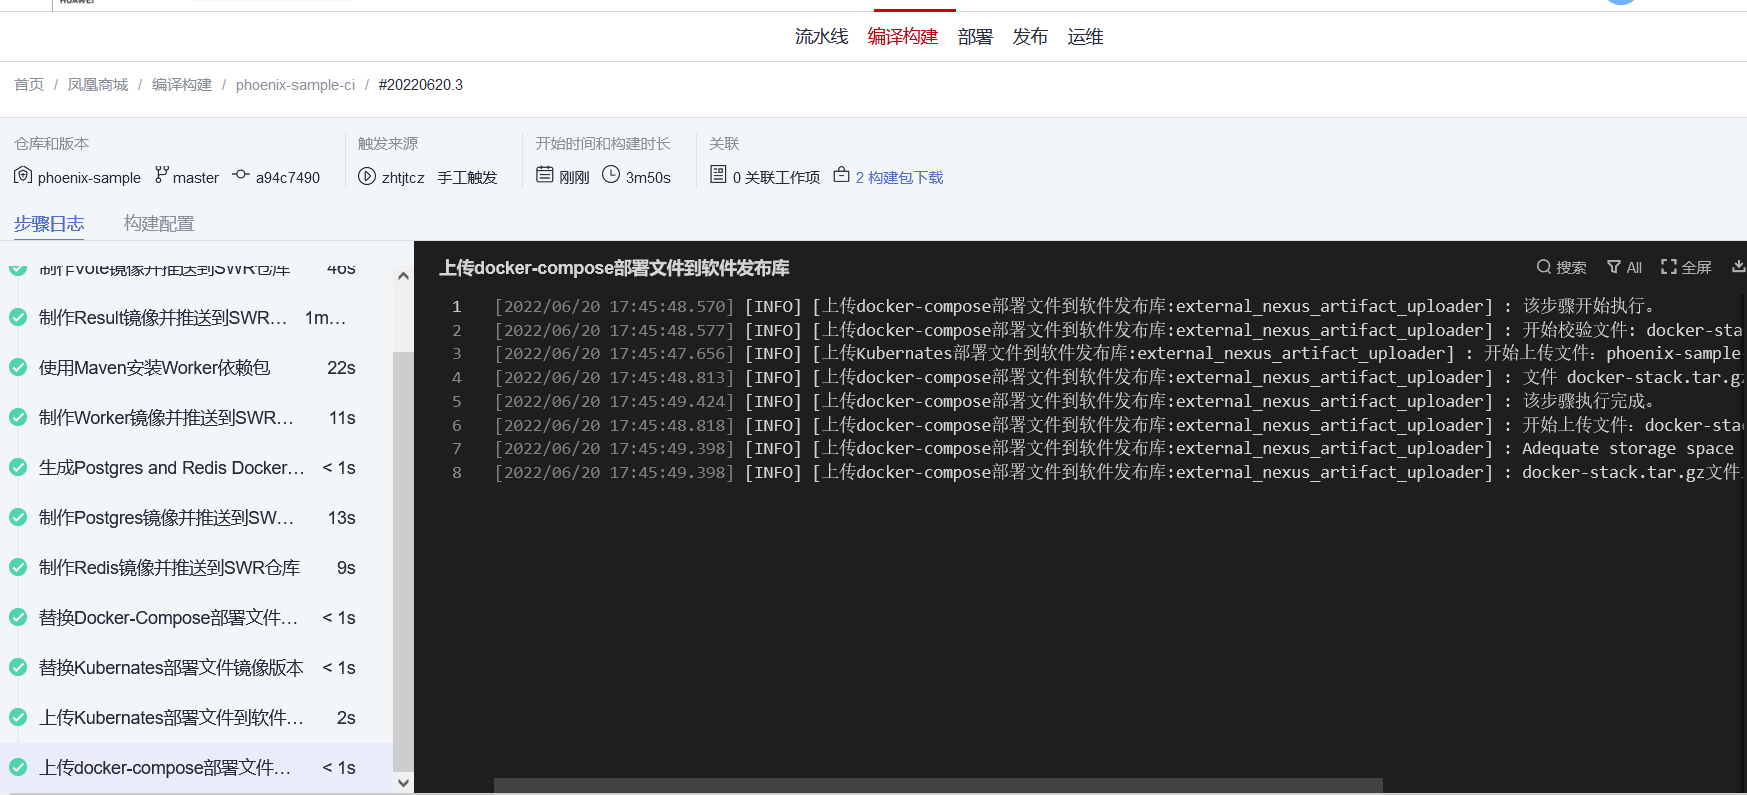 HUAWEI
流水线 编译构建 部署 发布 运维
首页 / 凤凰商城 / 编译构建 / phoenix-sample-ci / #20220620.3
仓库和版本 触发来源 开始时间和构建时长 关联
phoenix-sample master a94c7490 zhtjtcz 手工触发 刚刚 3m50s 0 关联工作项 2 构建包下载
步骤日志 构建配置
制作Vote镜像并推送到SWR仓库 46s
制作Result镜像并推送到SWR... 1m...
使用Maven安装Worker依赖包 22s
制作Worker镜像并推送到SWR... 11s
生成Postgres and Redis Docker... < 1s
制作Postgres镜像并推送到SW... 13s
制作Redis镜像并推送到SWR仓库 9s
替换Docker-Compose部署文件... < 1s
替换Kubernates部署文件镜像版本 < 1s
上传Kubernates部署文件到软件... 2s
上传docker-compose部署文件... < 1s
上传docker-compose部署文件到软件发布库 搜索 All 全屏
1 [2022/06/20 17:45:48.570] [INFO] [上传docker-compose部署文件到软件发布库:external_nexus_artifact_uploader] : 该步骤开始执行。
2 [2022/06/20 17:45:48.577] [INFO] [上传docker-compose部署文件到软件发布库:external_nexus_artifact_uploader] : 开始校验文件: docker-sta
3 [2022/06/20 17:45:47.656] [INFO] [上传Kubernates部署文件到软件发布库:external_nexus_artifact_uploader] : 开始上传文件：phoenix-sample-
4 [2022/06/20 17:45:48.813] [INFO] [上传docker-compose部署文件到软件发布库:external_nexus_artifact_uploader] : 文件 docker-stack.tar.gz
5 [2022/06/20 17:45:49.424] [INFO] [上传docker-compose部署文件到软件发布库:external_nexus_artifact_uploader] : 该步骤执行完成。
6 [2022/06/20 17:45:48.818] [INFO] [上传docker-compose部署文件到软件发布库:external_nexus_artifact_uploader] : 开始上传文件：docker-stac
7 [2022/06/20 17:45:49.398] [INFO] [上传docker-compose部署文件到软件发布库:external_nexus_artifact_uploader] : Adequate storage space
8 [2022/06/20 17:45:49.398] [INFO] [上传docker-compose部署文件到软件发布库:external_nexus_artifact_uploader] : docker-stack.tar.gz文件